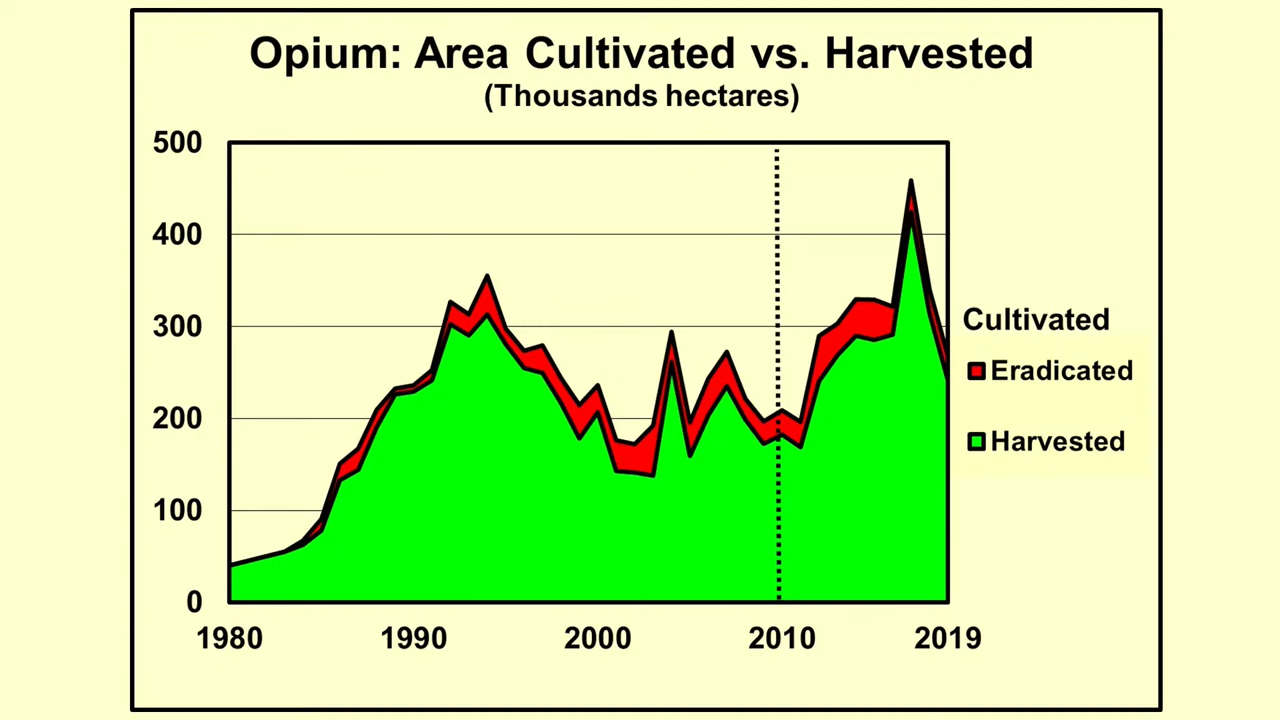 Opium: Area Cultivated vs. Harvested
(Thousands hectares)
500
400
300
200
100
0
1980 1990 2000 2010 2019
Cultivated
Eradicated
Harvested